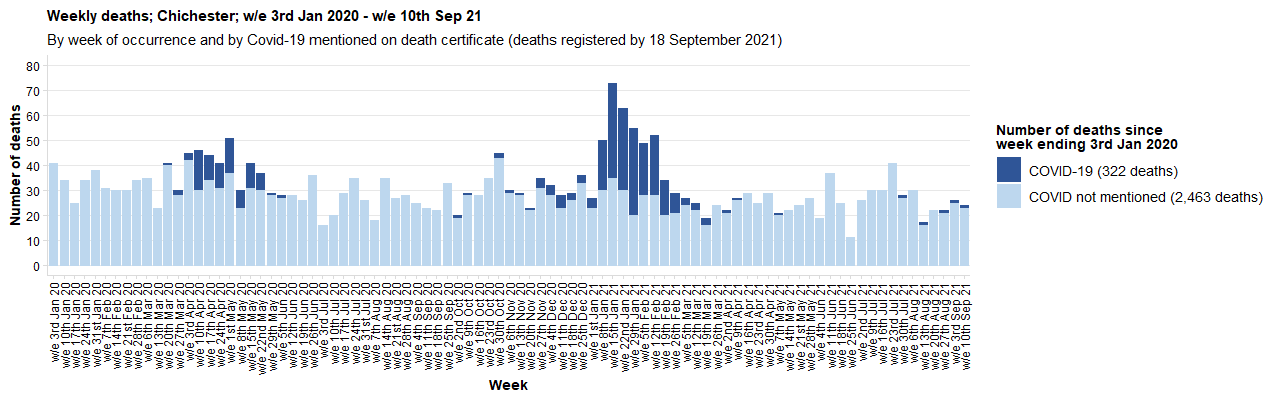 Weekly deaths; Chichester; w/e 3rd Jan 2020 - w/e 10th Sep 21
By week of occurrence and by Covid-19 mentioned on death certificate (deaths registered by 18 September 2021)
Number of deaths
80
70
60
50
40
30
20
10
0
w/e 3rd Jan 20
w/e 10th Jan 20
w/e 17th Jan 20
w/e 24th Jan 20
w/e 31st Jan 20
w/e 7th Feb 20
w/e 14th Feb 20
w/e 21st Feb 20
w/e 28th Feb 20
w/e 6th Mar 20
w/e 13th Mar 20
w/e 20th Mar 20
w/e 27th Mar 20
w/e 3rd Apr 20
w/e 10th Apr 20
w/e 17th Apr 20
w/e 24th Apr 20
w/e 1st May 20
w/e 8th May 20
w/e 15th May 20
w/e 22nd May 20
w/e 29th May 20
w/e 5th Jun 20
w/e 12th Jun 20
w/e 19th Jun 20
w/e 26th Jun 20
w/e 3rd Jul 20
w/e 10th Jul 20
w/e 17th Jul 20
w/e 24th Jul 20
w/e 31st Jul 20
w/e 7th Aug 20
w/e 14th Aug 20
w/e 21st Aug 20
w/e 28th Aug 20
w/e 4th Sep 20
w/e 11th Sep 20
w/e 18th Sep 20
w/e 25th Sep 20
w/e 2nd Oct 20
w/e 9th Oct 20
w/e 16th Oct 20
w/e 23rd Oct 20
w/e 30th Oct 20
w/e 6th Nov 20
w/e 13th Nov 20
w/e 20th Nov 20
w/e 27th Nov 20
w/e 4th Dec 20
w/e 11th Dec 20
w/e 18th Dec 20
w/e 25th Dec 20
w/e 1st Jan 21
w/e 8th Jan 21
w/e 15th Jan 21
w/e 22nd Jan 21
w/e 29th Jan 21
w/e 5th Feb 21
w/e 12th Feb 21
w/e 19th Feb 21
w/e 26th Feb 21
w/e 5th Mar 21
w/e 12th Mar 21
w/e 19th Mar 21
w/e 26th Mar 21
w/e 2nd Apr 21
w/e 9th Apr 21
w/e 16th Apr 21
w/e 23rd Apr 21
w/e 30th Apr 21
w/e 7th May 21
w/e 14th May 21
w/e 21st May 21
w/e 28th May 21
w/e 4th Jun 21
w/e 11th Jun 21
w/e 18th Jun 21
w/e 25th Jun 21
w/e 2nd Jul 21
w/e 9th Jul 21
w/e 16th Jul 21
w/e 23rd Jul 21
w/e 30th Jul 21
w/e 6th Aug 21
w/e 13th Aug 21
w/e 20th Aug 21
w/e 27th Aug 21
w/e 3rd Sep 21
w/e 10th Sep 21
Week
Number of deaths since
week ending 3rd Jan 2020
COVID-19 (322 deaths)
COVID not mentioned (2,463 deaths)